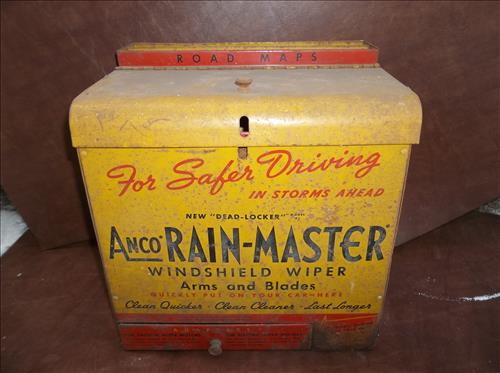 ROAD MAPS
For Safer Driving
IN STORMS AHEAD
NEW "DEAD-LOCKER"
ANCO RAIN-MASTER
WINDSHIELD WIPER
Arms and Blades
QUICKLY PUT ON YOUR CAR-HERE
Clean Quicker • Clean Cleaner • Last Longer